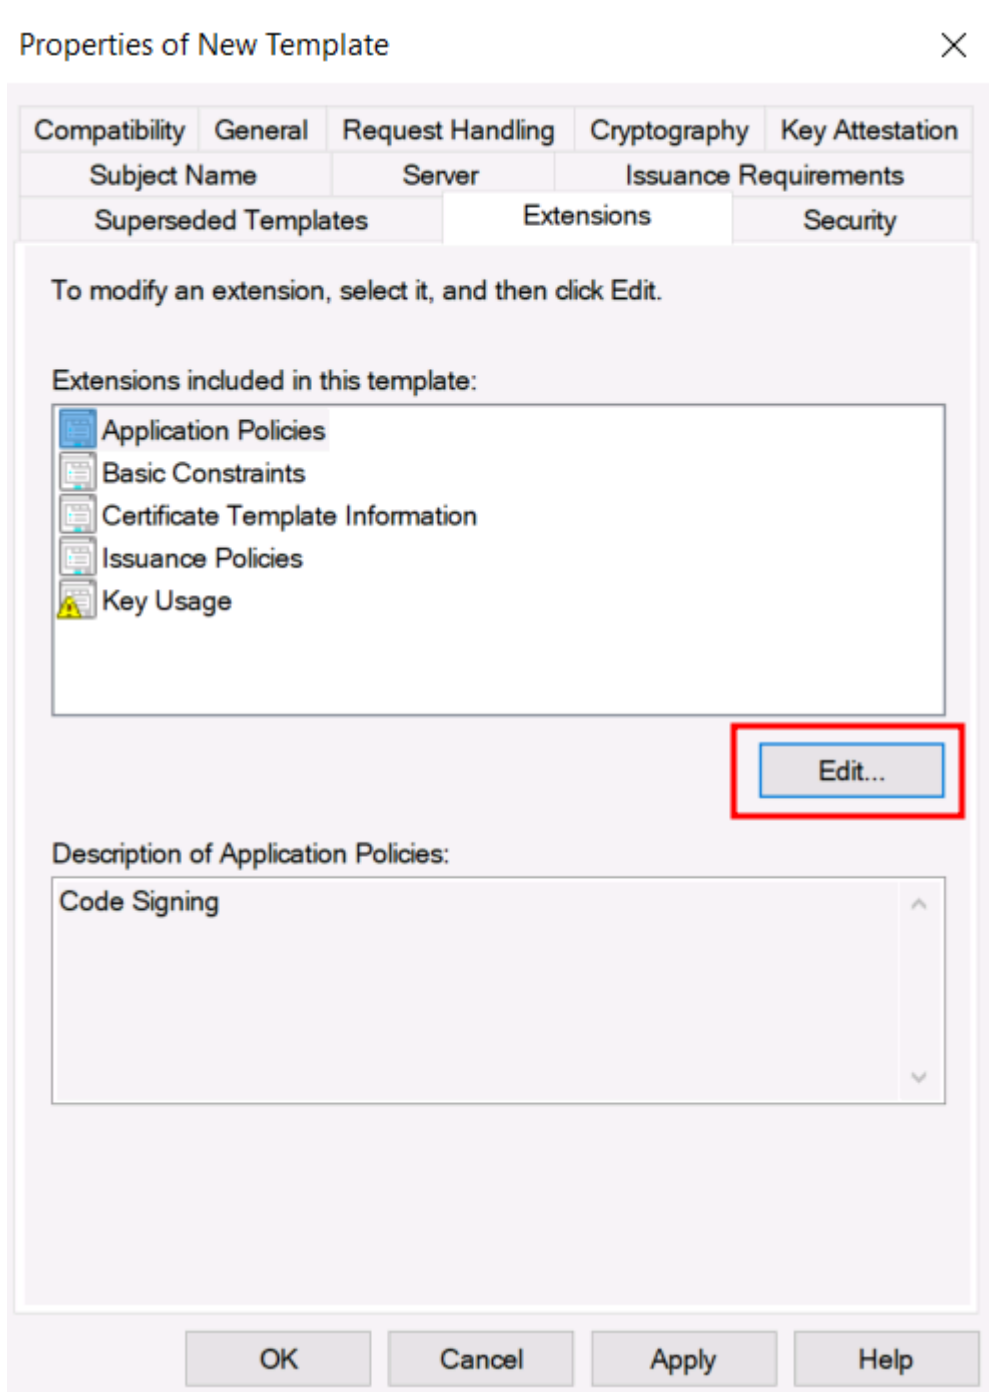 Properties of New Template
Compatibility General Request Handling Cryptography Key Attestation
Subject Name Server Issuance Requirements
Superseded Templates Extensions Security
To modify an extension, select it, and then click Edit.
Extensions included in this template:
Application Policies
Basic Constraints
Certificate Template Information
Issuance Policies
Key Usage
Edit...
Description of Application Policies:
Code Signing
OK Cancel Apply Help